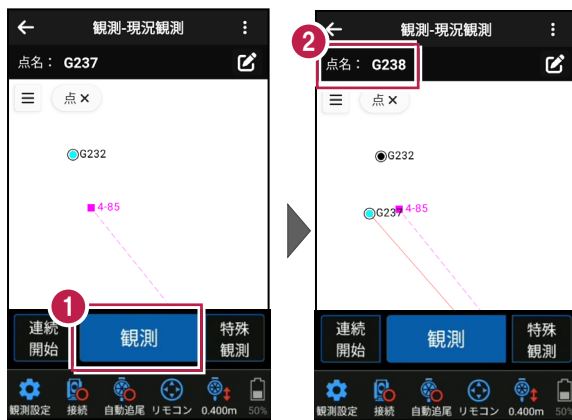 観測-現況観測
点名： G237
点 ×
G232
4-85
1
連続
開始
観測
特殊
観測
観測設定 接続 自動追尾 リモコン 0.400m 50%
2
観測-現況観測
点名： G238
点 ×
G232
G237
4-85
連続
開始
観測
特殊
観測
観測設定 接続 自動追尾 リモコン 0.400m 50%